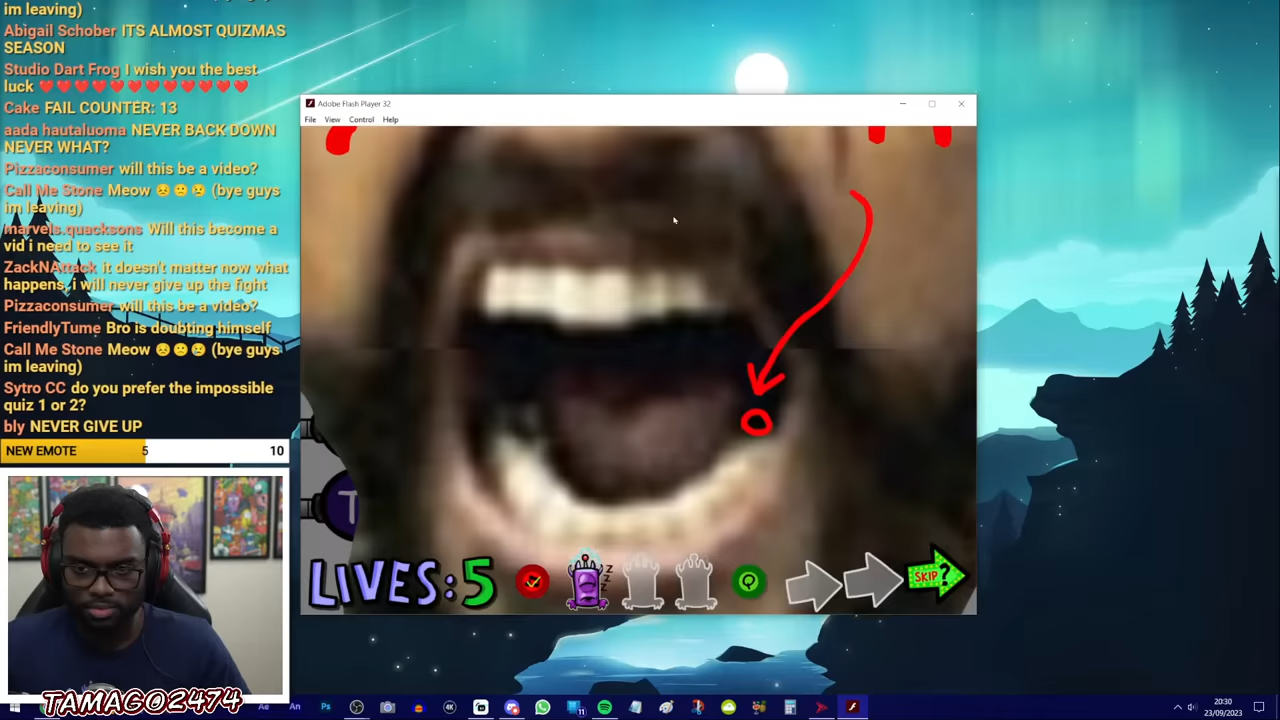 im leaving)
Abigail Schober ITS ALMOST QUIZMAS
SEASON
Studio Dart Frog I wish you the best
luck ❤️❤️❤️❤️❤️❤️❤️❤️❤️❤️❤️❤️
Cake FAIL COUNTER: 13
aada hautaluoma NEVER BACK DOWN
NEVER WHAT?
Pizzaconsumer will this be a video?
Call Me Stone Meow 😣🙁😢 (bye guys
im leaving)
marvels.quacksons Will this become a
vid i need to see it
ZackNAttack it doesn't matter now what
happens, i will never give up the fight
Pizzaconsumer will this be a video?
FriendlyTume Bro is doubting himself
Call Me Stone Meow 😣🙁😢 (bye guys
im leaving)
Sytro CC do you prefer the impossible
quiz 1 or 2?
bly NEVER GIVE UP
NEW EMOTE 5 10
Adobe Flash Player 32
File View Control Help
T
LIVES:5
z z z
SKIP?
TAMAGO2474
Ae An Ps 4K 11
20:30
23/09/2023